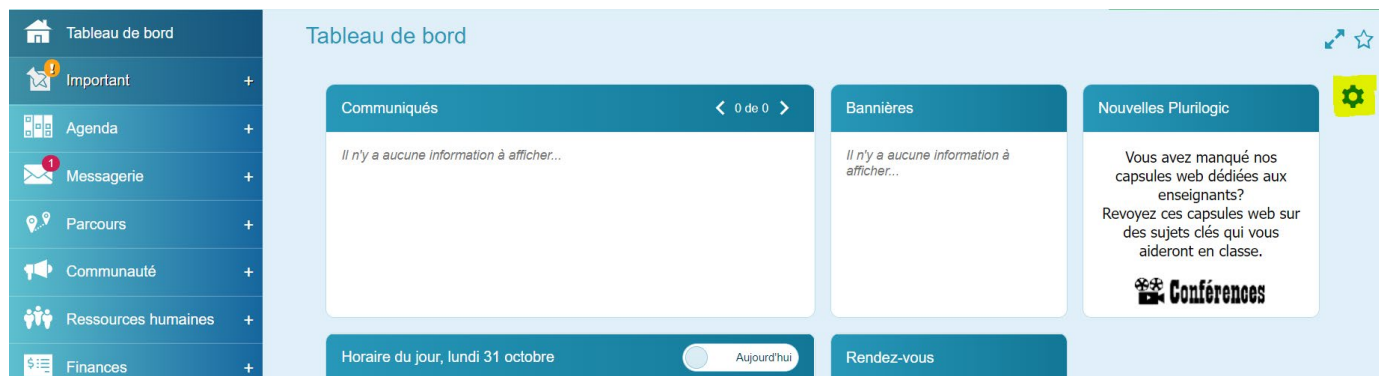 Tableau de bord
Important
+
Agenda
+
1
Messagerie
+
Parcours
+
Communauté
+
Ressources humaines
+
Finances
+
Tableau de bord
Communiqués
0 de 0
Il n'y a aucune information à afficher...
Bannières
Il n'y a aucune information à
afficher...
Nouvelles Plurilogic
Vous avez manqué nos
capsules web dédiées aux
enseignants?
Revoyez ces capsules web sur
des sujets clés qui vous
aideront en classe.
Conférences
Horaire du jour, lundi 31 octobre
Aujourd'hui
Rendez-vous